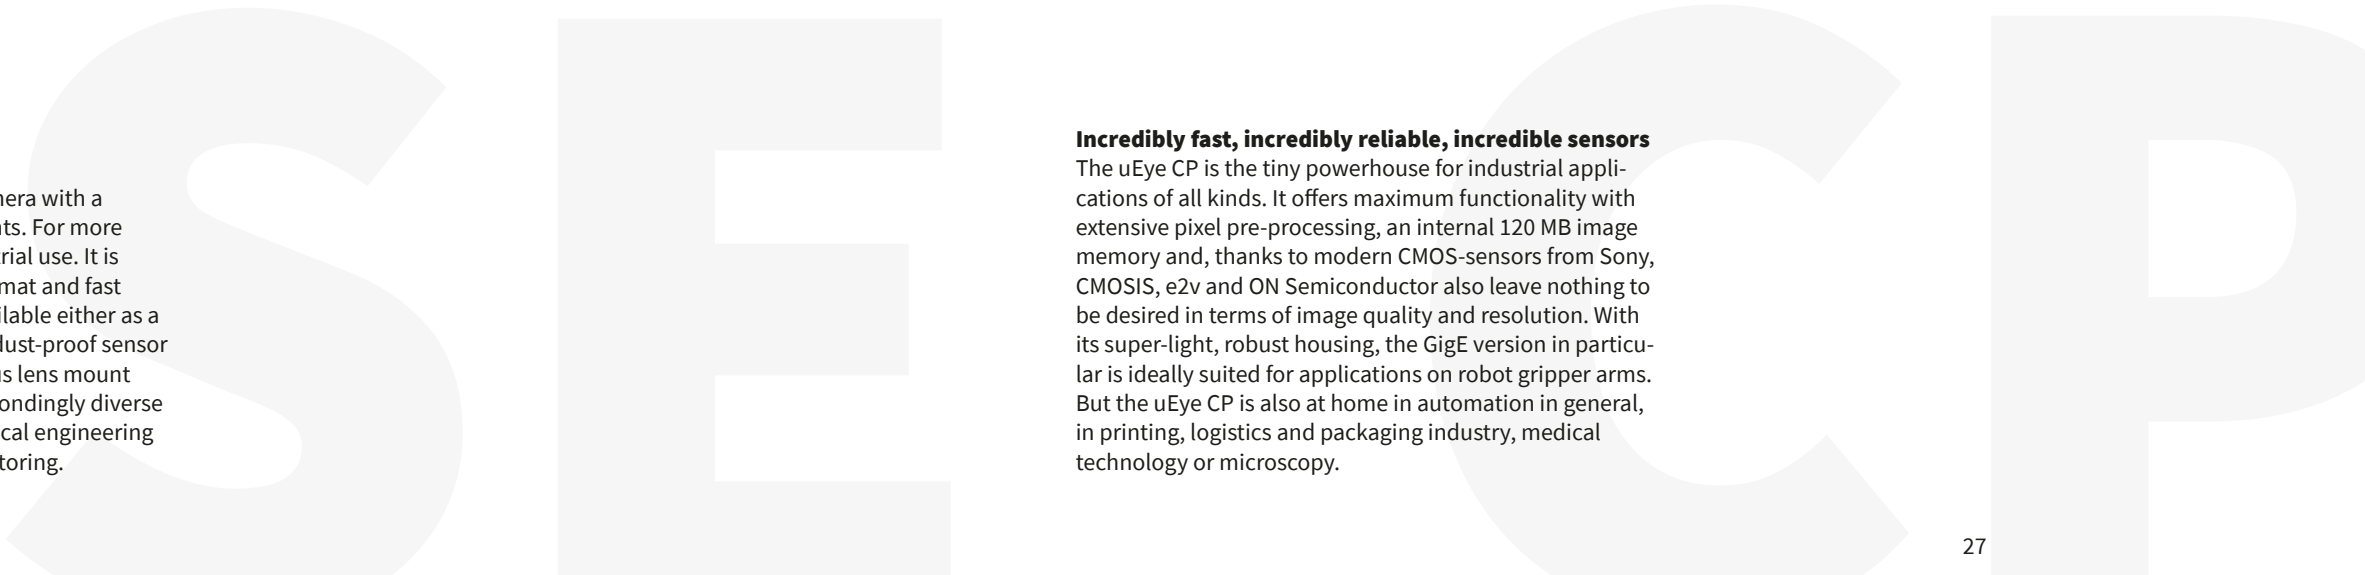 SE
CP
nera with a
nts. For more
rial use. It is
mat and fast
ilable either as a
dust-proof sensor
us lens mount
ondingly diverse
cal engineering
toring.
Incredibly fast, incredibly reliable, incredible sensors
The uEye CP is the tiny powerhouse for industrial appli-
cations of all kinds. It offers maximum functionality with
extensive pixel pre-processing, an internal 120 MB image
memory and, thanks to modern CMOS-sensors from Sony,
CMOSIS, e2v and ON Semiconductor also leave nothing to
be desired in terms of image quality and resolution. With
its super-light, robust housing, the GigE version in particu-
lar is ideally suited for applications on robot gripper arms.
But the uEye CP is also at home in automation in general,
in printing, logistics and packaging industry, medical
technology or microscopy.
27